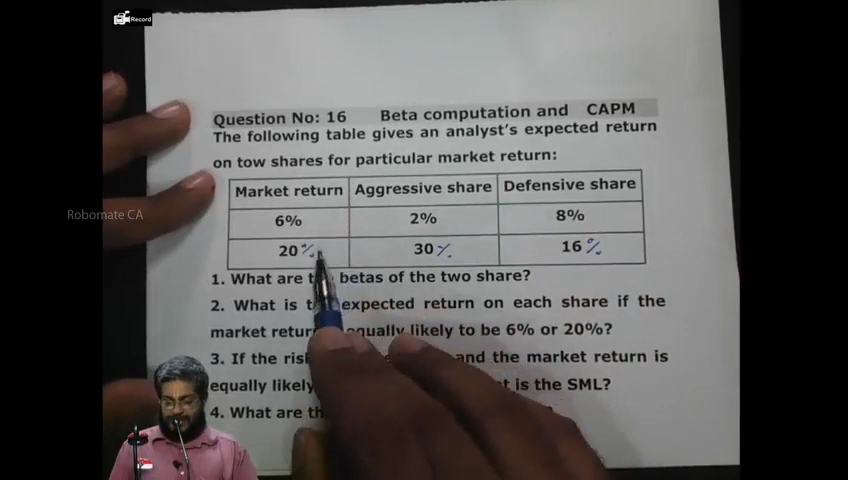 Record
Question No: 16 Beta computation and CAPM
The following table gives an analyst's expected return
on tow shares for particular market return:
Market return Aggressive share Defensive share
6% 2% 8%
20% 30% 16%
Robomate CA
1. What are betas of the two share?
2. What is expected return on each share if the
market equally likely to be 6% or 20%?
3. If the and the market return is
equally likely is the SML?
4. What are